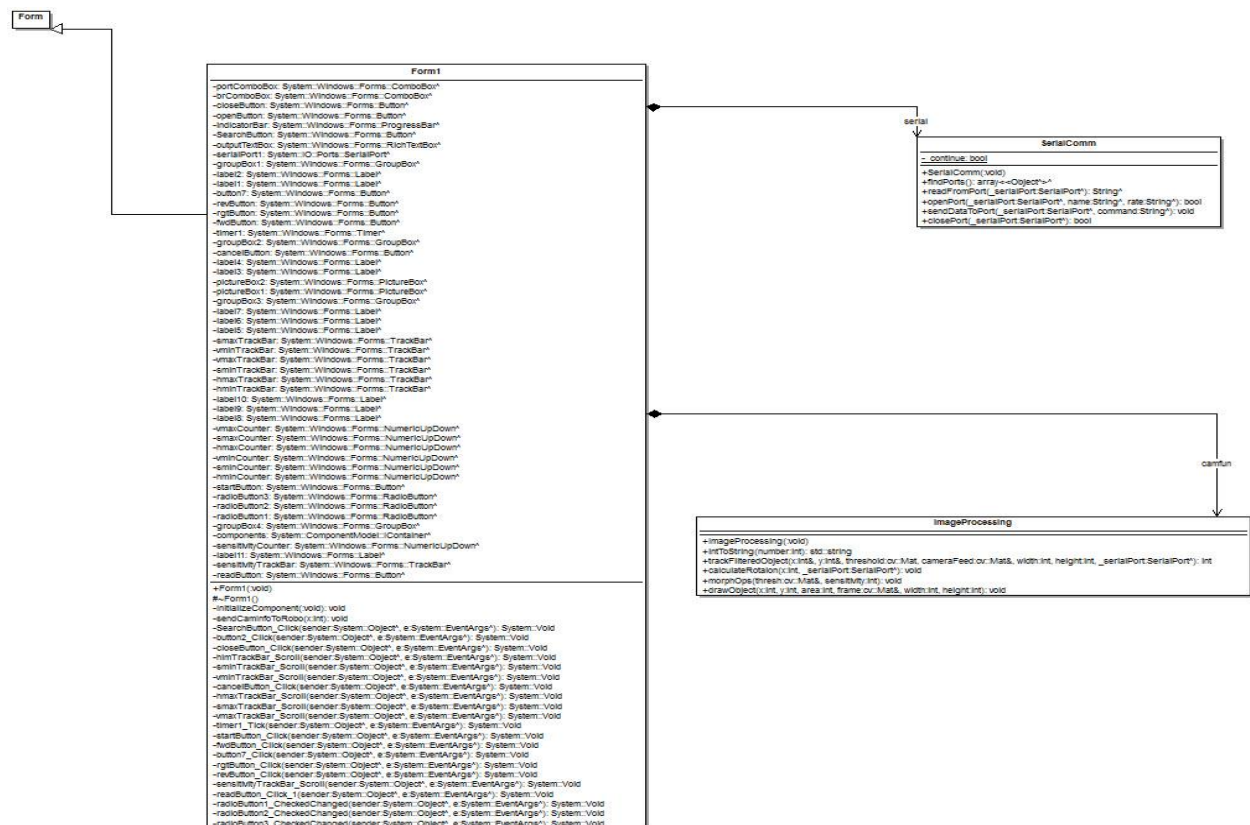 Form
Form1
-portComboBox: System::Windows::Forms::ComboBox^
-brComboBox: System::Windows::Forms::ComboBox^
-closeButton: System::Windows::Forms::Button^
-openButton: System::Windows::Forms::Button^
-indicatorBar: System::Windows::Forms::ProgressBar^
-SearchButton: System::Windows::Forms::Button^
-outputTextBox: System::Windows::Forms::RichTextBox^
-serialPort1: System::IO::Ports::SerialPort^
-groupBox1: System::Windows::Forms::GroupBox^
-label2: System::Windows::Forms::Label^
-label1: System::Windows::Forms::Label^
-button7: System::Windows::Forms::Button^
-revButton: System::Windows::Forms::Button^
-rgtButton: System::Windows::Forms::Button^
-fwdButton: System::Windows::Forms::Button^
-timer1: System::Windows::Forms::Timer^
-groupBox2: System::Windows::Forms::GroupBox^
-cancelButton: System::Windows::Forms::Button^
-label4: System::Windows::Forms::Label^
-label3: System::Windows::Forms::Label^
-pictureBox2: System::Windows::Forms::PictureBox^
-pictureBox1: System::Windows::Forms::PictureBox^
-groupBox3: System::Windows::Forms::GroupBox^
-label7: System::Windows::Forms::Label^
-label6: System::Windows::Forms::Label^
-label5: System::Windows::Forms::Label^
-smaxTrackBar: System::Windows::Forms::TrackBar^
-vminTrackBar: System::Windows::Forms::TrackBar^
-vmaxTrackBar: System::Windows::Forms::TrackBar^
-sminTrackBar: System::Windows::Forms::TrackBar^
-hmaxTrackBar: System::Windows::Forms::TrackBar^
-hminTrackBar: System::Windows::Forms::TrackBar^
-label10: System::Windows::Forms::Label^
-label9: System::Windows::Forms::Label^
-label8: System::Windows::Forms::Label^
-vmaxCounter: System::Windows::Forms::NumericUpDown^
-smaxCounter: System::Windows::Forms::NumericUpDown^
-hmaxCounter: System::Windows::Forms::NumericUpDown^
-vminCounter: System::Windows::Forms::NumericUpDown^
-sminCounter: System::Windows::Forms::NumericUpDown^
-hminCounter: System::Windows::Forms::NumericUpDown^
-startButton: System::Windows::Forms::Button^
-radioButton3: System::Windows::Forms::RadioButton^
-radioButton2: System::Windows::Forms::RadioButton^
-radioButton1: System::Windows::Forms::RadioButton^
-groupBox4: System::Windows::Forms::GroupBox^
-components: System::ComponentModel::IContainer^
-sensitivityCounter: System::Windows::Forms::NumericUpDown^
-label11: System::Windows::Forms::Label^
-sensitivityTrackBar: System::Windows::Forms::TrackBar^
-readButton: System::Windows::Forms::Button^
+Form1(:void)
#~Form1()
-InitializeComponent(:void): void
-sendCamInfoToRobo(x:int): void
-SearchButton_Click(sender:System::Object^, e:System::EventArgs^): System::Void
-button2_Click(sender:System::Object^, e:System::EventArgs^): System::Void
-closeButton_Click(sender:System::Object^, e:System::EventArgs^): System::Void
-himTrackBar_Scroll(sender:System::Object^, e:System::EventArgs^): System::Void
-sminTrackBar_Scroll(sender:System::Object^, e:System::EventArgs^): System::Void
-vminTrackBar_Scroll(sender:System::Object^, e:System::EventArgs^): System::Void
-cancelButton_Click(sender:System::Object^, e:System::EventArgs^): System::Void
-hmaxTrackBar_Scroll(sender:System::Object^, e:System::EventArgs^): System::Void
-smaxTrackBar_Scroll(sender:System::Object^, e:System::EventArgs^): System::Void
-vmaxTrackBar_Scroll(sender:System::Object^, e:System::EventArgs^): System::Void
-timer1_Tick(sender:System::Object^, e:System::EventArgs^): System::Void
-startButton_Click(sender:System::Object^, e:System::EventArgs^): System::Void
-fwdButton_Click(sender:System::Object^, e:System::EventArgs^): System::Void
-button7_Click(sender:System::Object^, e:System::EventArgs^): System::Void
-rgtButton_Click(sender:System::Object^, e:System::EventArgs^): System::Void
-revButton_Click(sender:System::Object^, e:System::EventArgs^): System::Void
-sensitivityTrackBar_Scroll(sender:System::Object^, e:System::EventArgs^): System::Void
-readButton_Click_1(sender:System::Object^, e:System::EventArgs^): System::Void
-radioButton1_CheckedChanged(sender:System::Object^, e:System::EventArgs^): System::Void
-radioButton2_CheckedChanged(sender:System::Object^, e:System::EventArgs^): System::Void
-radioButton3_CheckedChanged(sender:System::Object^, e:System::EventArgs^): System::Void
serial
SerialComm
-_continue: bool
+SerialComm(:void)
+findPorts(): array<<Object^>^
+readFromPort(_serialPort:SerialPort^): String^
+openPort(_serialPort:SerialPort^, name:String^, rate:String^): bool
+sendDataToPort(_serialPort:SerialPort^, command:String^): void
+closePort(_serialPort:SerialPort^): bool
camfun
ImageProcessing
+ImageProcessing(:void)
+intToString(number:int): std::string
+trackFilteredObject(x:int&, y:int&, threshold:cv::Mat, cameraFeed:cv::Mat&, width:int, height:int, _serialPort:SerialPort^): int
+calculateRotaion(x:int, _serialPort:SerialPort^): void
+morphOps(thresh:cv::Mat&, sensitivity:int): void
+drawObject(x:int, y:int, area:int, frame:cv::Mat&, width:int, height:int): void